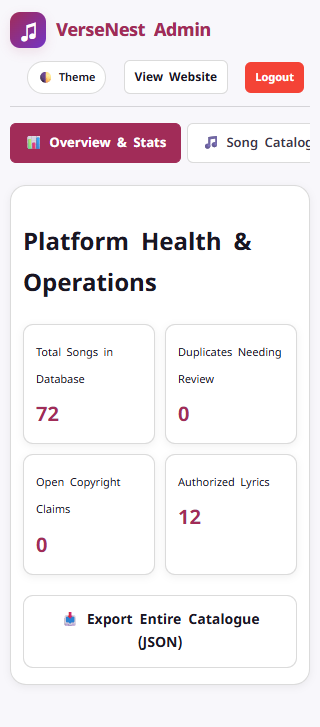 VerseNest Admin
Theme
View Website
Logout
Overview & Stats
Song Catalog
Platform Health &
Operations
Total Songs in
Database
72
Duplicates Needing
Review
0
Open Copyright
Claims
0
Authorized Lyrics
12
Export Entire Catalogue
(JSON)